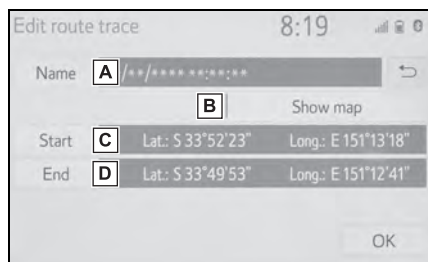 Edit route trace 8:19
Name A /**/**** **:**:**
B Show map
Start C Lat.: S 33°52'23" Long.: E 151°13'18"
End D Lat.: S 33°49'53" Long.: E 151°12'41"
OK